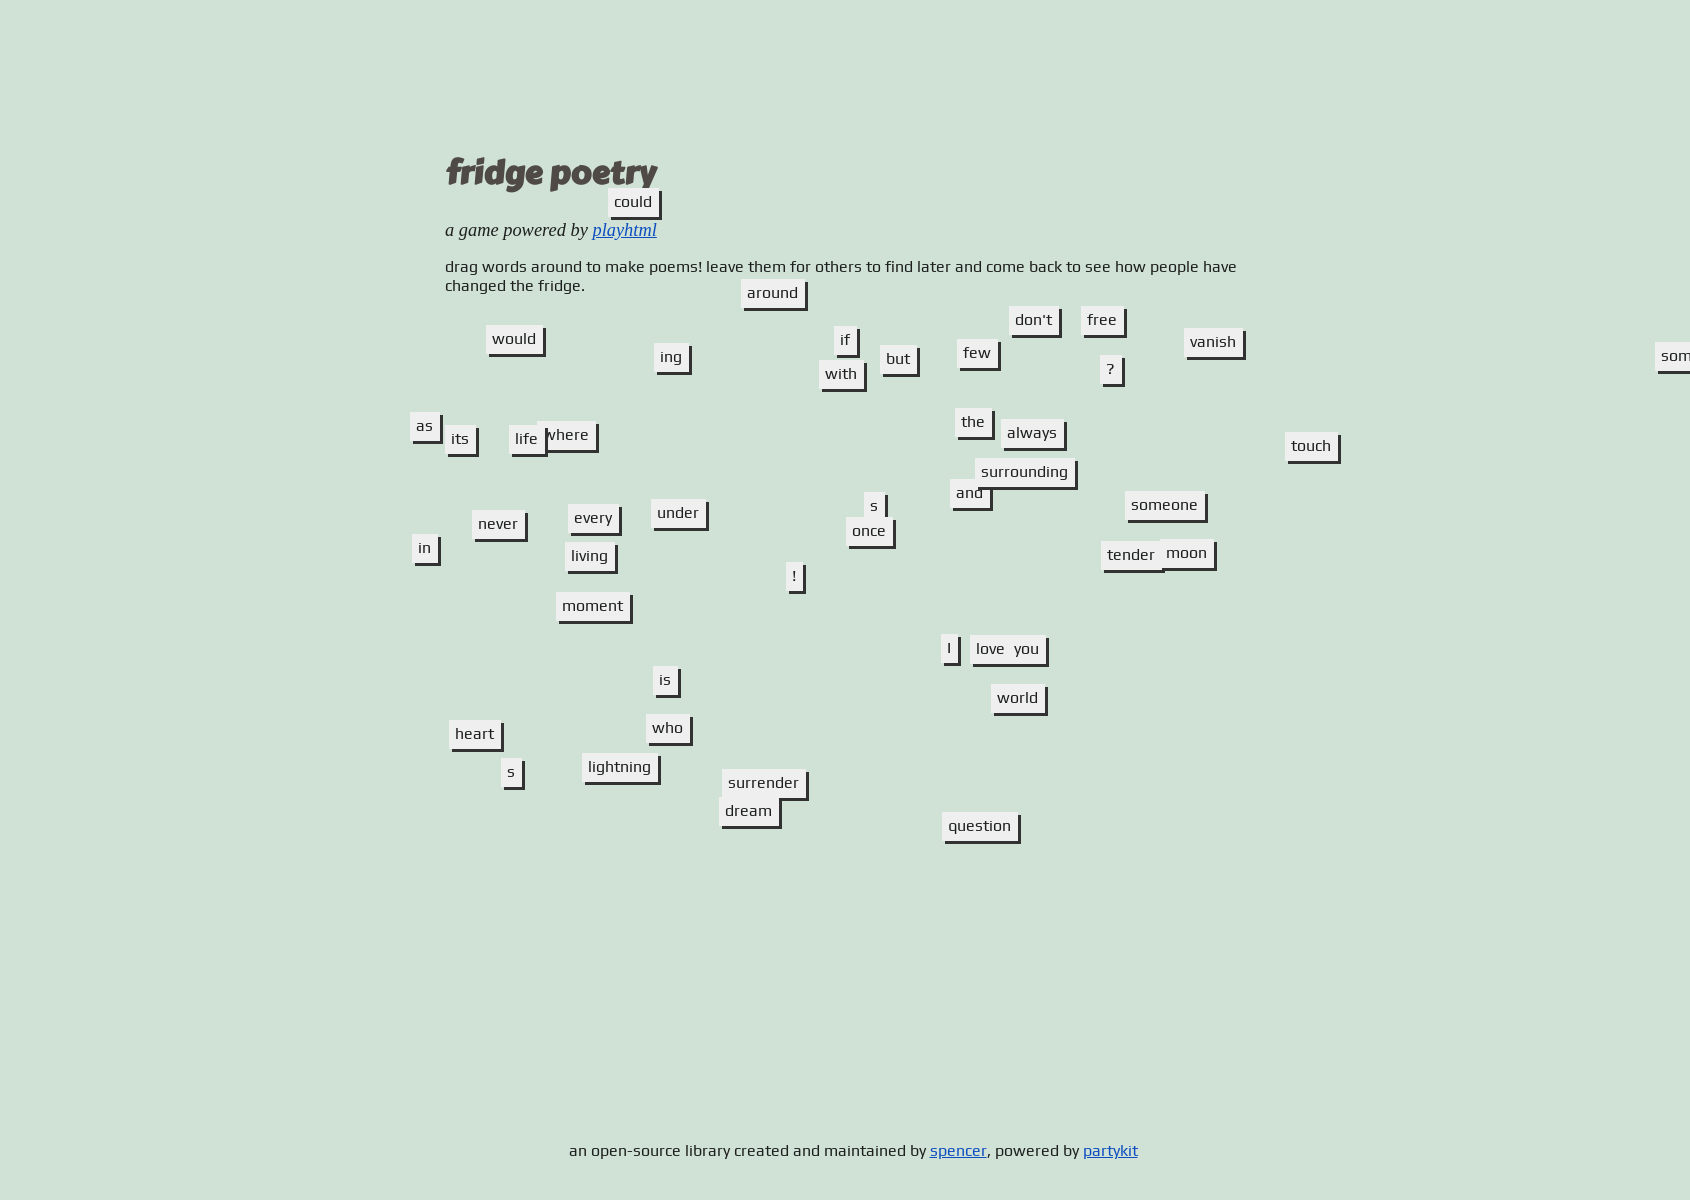 fridge poetry
could
a game powered by playhtml
drag words around to make poems! leave them for others to find later and come back to see how people have
changed the fridge.
around
don't
free
would
if
vanish
ing
but
few
som
with
?
as
its
life
where
the
always
touch
surrounding
and
s
someone
never
every
under
once
in
living
tender
moon
!
moment
I
love you
is
world
heart
who
s
lightning
surrender
dream
question
an open-source library created and maintained by spencer, powered by partykit